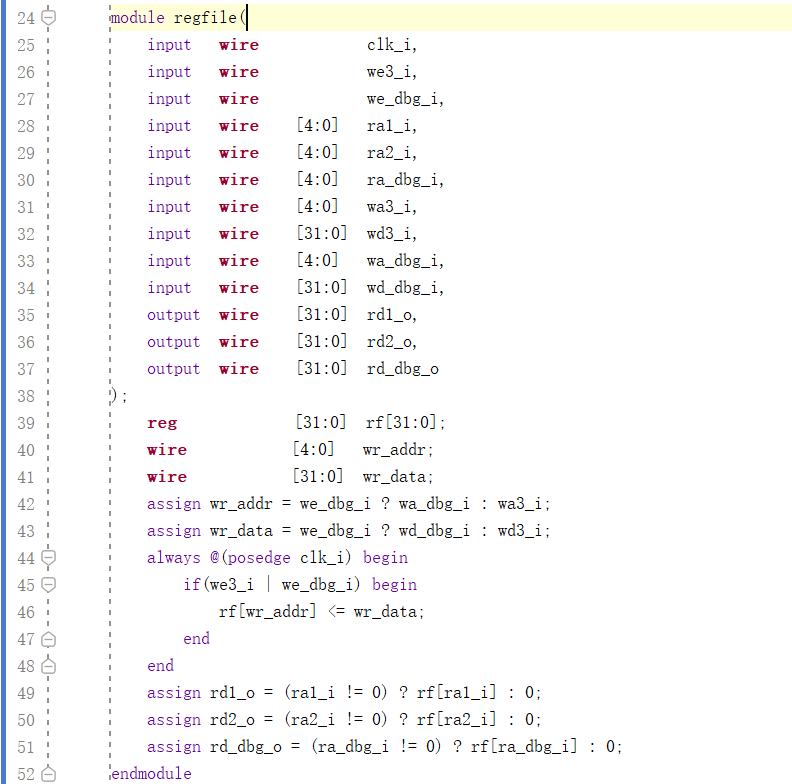 24 module regfile(
25 input wire clk_i,
26 input wire we3_i,
27 input wire we_dbg_i,
28 input wire [4:0] ra1_i,
29 input wire [4:0] ra2_i,
30 input wire [4:0] ra_dbg_i,
31 input wire [4:0] wa3_i,
32 input wire [31:0] wd3_i,
33 input wire [4:0] wa_dbg_i,
34 input wire [31:0] wd_dbg_i,
35 output wire [31:0] rd1_o,
36 output wire [31:0] rd2_o,
37 output wire [31:0] rd_dbg_o
38 );
39 reg [31:0] rf[31:0];
40 wire [4:0] wr_addr;
41 wire [31:0] wr_data;
42 assign wr_addr = we_dbg_i ? wa_dbg_i : wa3_i;
43 assign wr_data = we_dbg_i ? wd_dbg_i : wd3_i;
44 always @(posedge clk_i) begin
45 if(we3_i | we_dbg_i) begin
46 rf[wr_addr] <= wr_data;
47 end
48 end
49 assign rd1_o = (ra1_i != 0) ? rf[ra1_i] : 0;
50 assign rd2_o = (ra2_i != 0) ? rf[ra2_i] : 0;
51 assign rd_dbg_o = (ra_dbg_i != 0) ? rf[ra_dbg_i] : 0;
52 endmodule